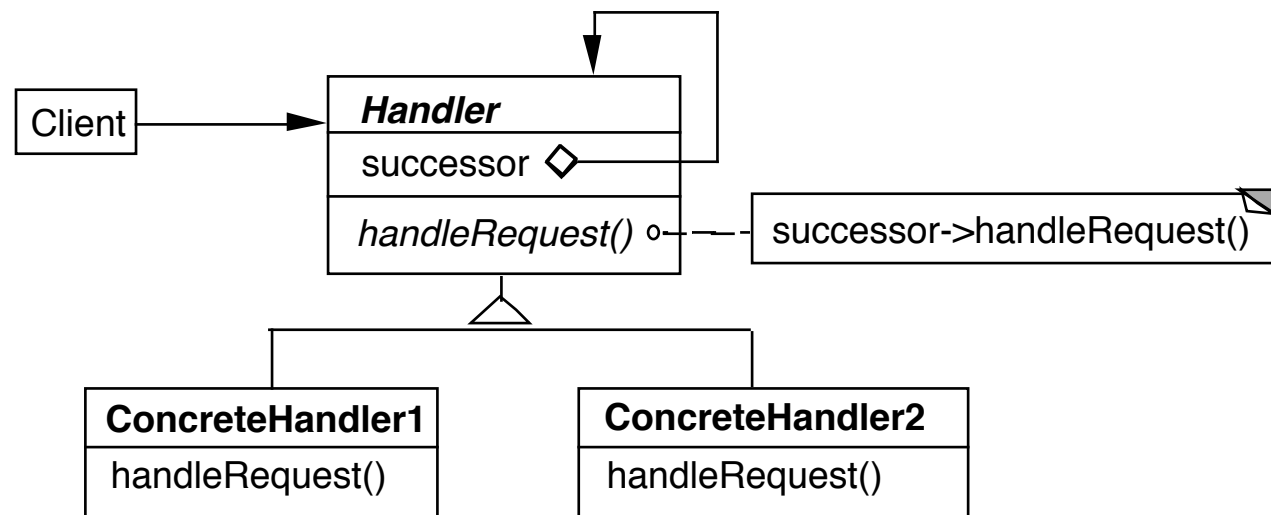 Client
Handler
successor
handleRequest()
successor->handleRequest()
ConcreteHandler1
handleRequest()
ConcreteHandler2
handleRequest()